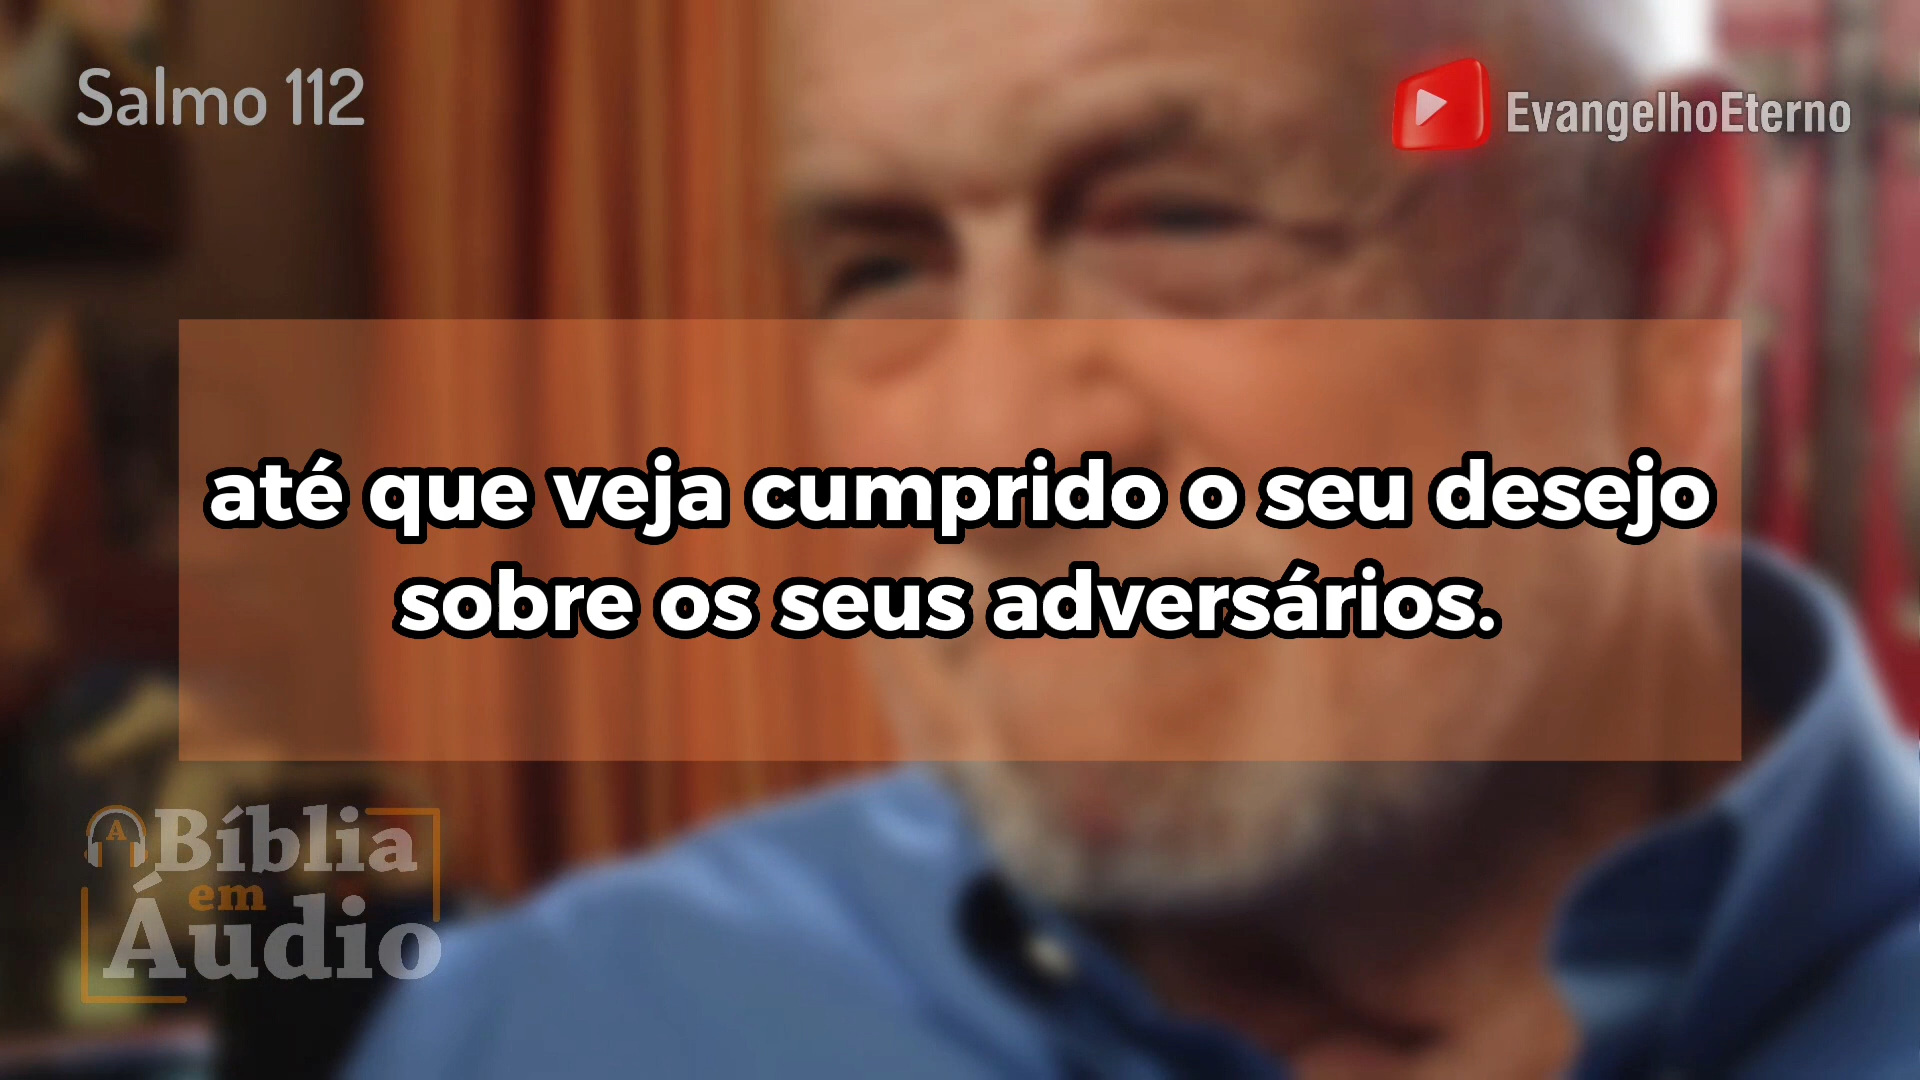 Salmo 112
EvangelhoEterno
até que veja cumprido o seu desejo
sobre os seus adversários.
A Bíblia
em
Áudio